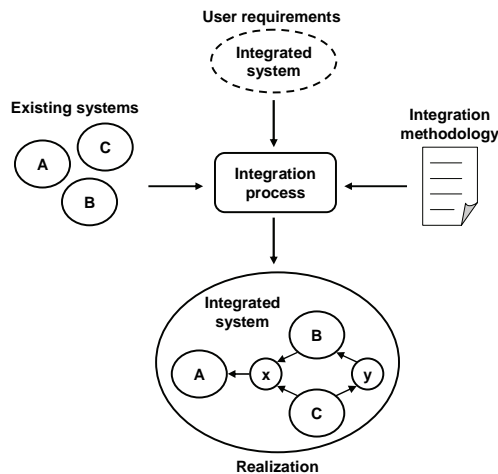 User requirements
Integrated
system
Existing systems
A
C
B
Integration
process
Integration
methodology
Integrated
system
B
A
x
y
C
Realization